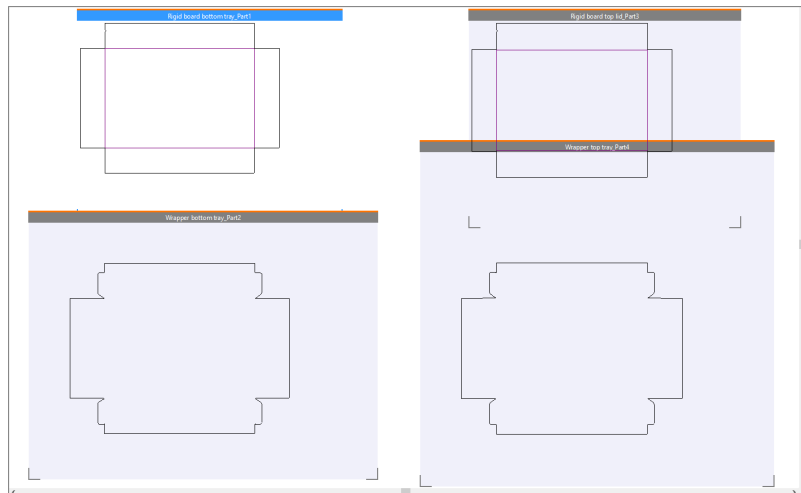 Rigid board bottom tray_Part1
Rigid board top lid_Part3
Wrapper top tray_Part4
Wrapper bottom tray_Part2